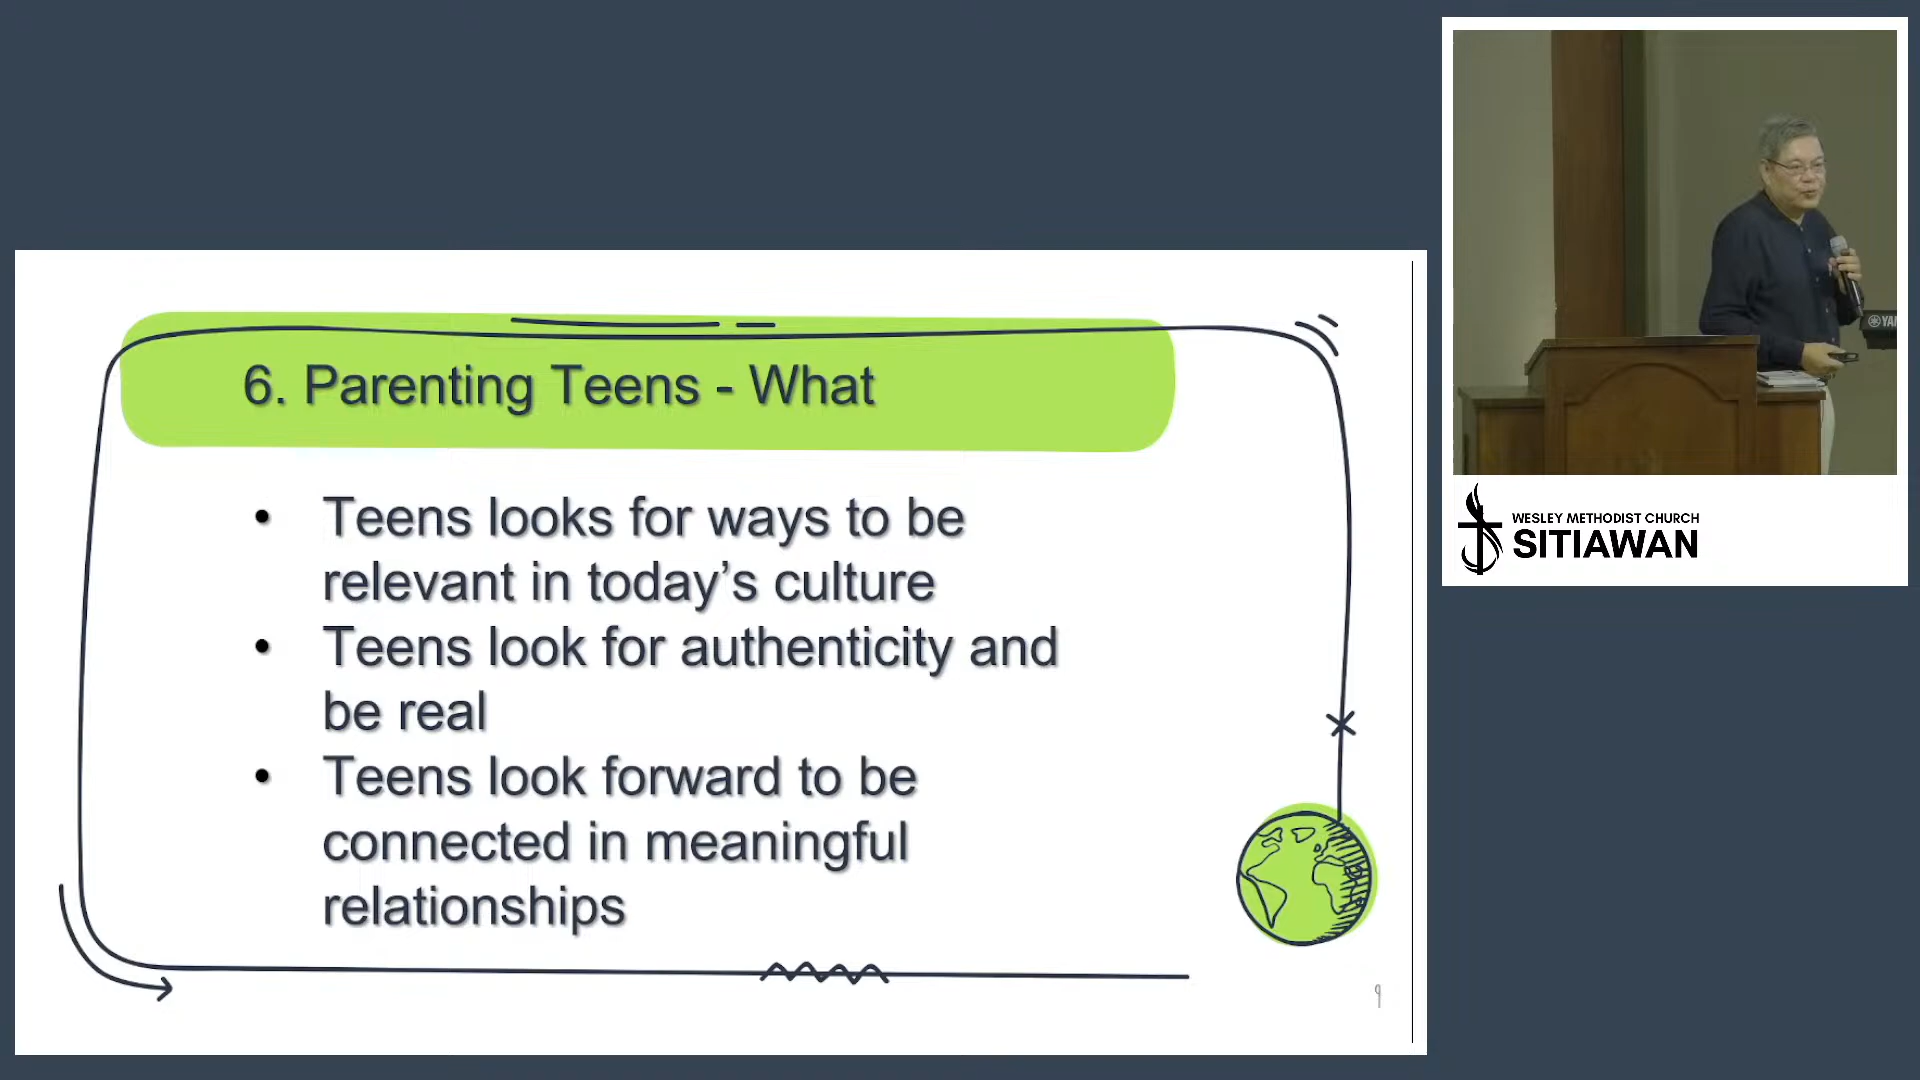 6. Parenting Teens - What
• Teens looks for ways to be
relevant in today’s culture
• Teens look for authenticity and
be real
• Teens look forward to be
connected in meaningful
relationships
9
WESLEY METHODIST CHURCH
SITIAWAN